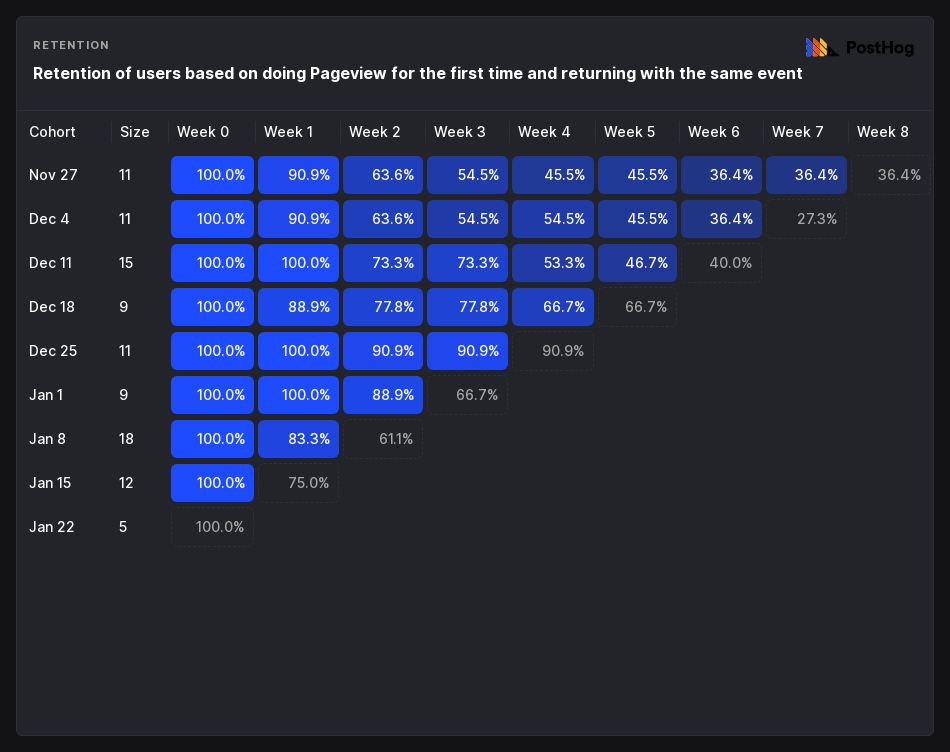 RETENTION
PostHog
Retention of users based on doing Pageview for the first time and returning with the same event
Cohort Size Week 0 Week 1 Week 2 Week 3 Week 4 Week 5 Week 6 Week 7 Week 8
Nov 27 11 100.0% 90.9% 63.6% 54.5% 45.5% 45.5% 36.4% 36.4% 36.4%
Dec 4 11 100.0% 90.9% 63.6% 54.5% 54.5% 45.5% 36.4% 27.3%
Dec 11 15 100.0% 100.0% 73.3% 73.3% 53.3% 46.7% 40.0%
Dec 18 9 100.0% 88.9% 77.8% 77.8% 66.7% 66.7%
Dec 25 11 100.0% 100.0% 90.9% 90.9% 90.9%
Jan 1 9 100.0% 100.0% 88.9% 66.7%
Jan 8 18 100.0% 83.3% 61.1%
Jan 15 12 100.0% 75.0%
Jan 22 5 100.0%